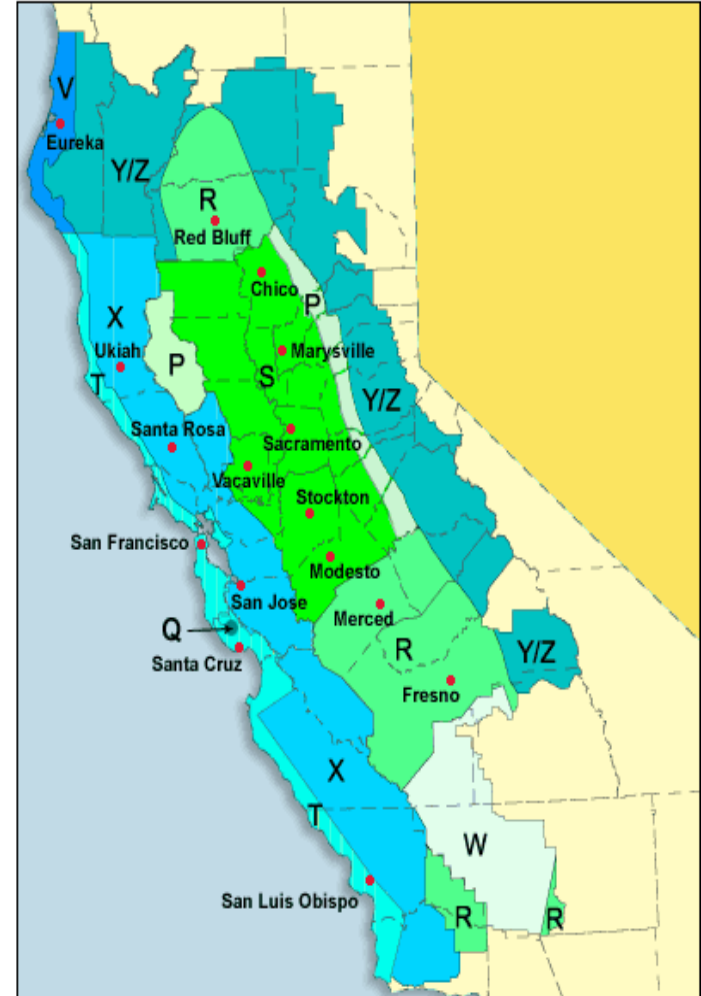 V
Eureka
Y/Z
R
Red Bluff
Chico
P
X
Ukiah
P
Marysville
S
T
Y/Z
Santa Rosa
Sacramento
Vacaville
Stockton
San Francisco
Modesto
San Jose
Merced
Q
Santa Cruz
R
Y/Z
Fresno
X
T
W
San Luis Obispo
R
R